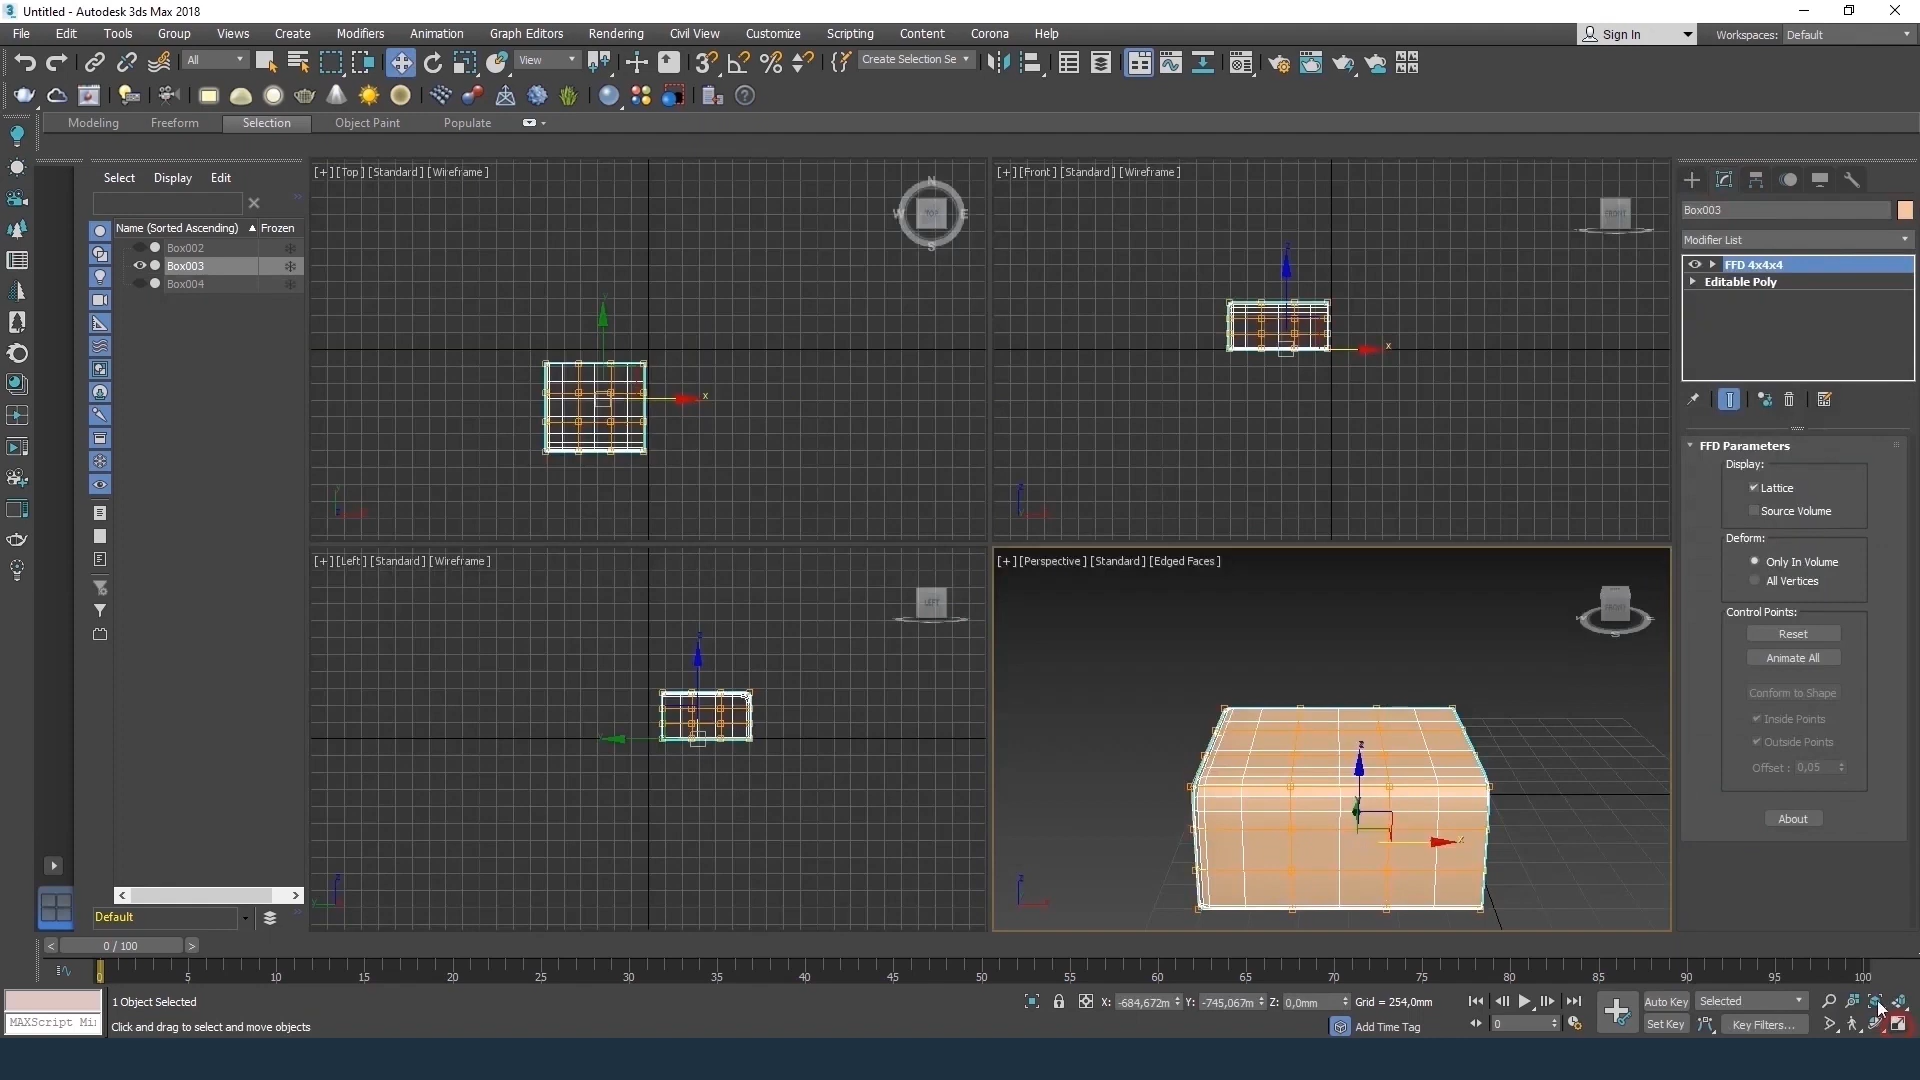 Untitled - Autodesk 3ds Max 2018
File Edit Tools Group Views Create Modifiers Animation Graph Editors Rendering Civil View Customize Scripting Content Corona Help
Sign In Workspaces: Default
All View Create Selection Se
Modeling Freeform Selection Object Paint Populate
Select Display Edit
Name (Sorted Ascending) Frozen
Box002
Box003
Box004
Default
[+] [Top] [Standard] [Wireframe]
N
W TOP E
S
x
[+] [Front] [Standard] [Wireframe]
FRONT
z
x
[+] [Left] [Standard] [Wireframe]
LEFT
z
[+] [Perspective] [Standard] [Edged Faces]
FRONT
S
z
x
Box003
Modifier List
FFD 4x4x4
Editable Poly
FFD Parameters
Display:
Lattice
Source Volume
Deform:
Only In Volume
All Vertices
Control Points:
Reset
Animate All
Conform to Shape
Inside Points
Outside Points
Offset : 0,05
About
< 0 / 100 >
0 5 10 15 20 25 30 35 40 45 50 55 60 65 70 75 80 85 90 95 100
1 Object Selected
X: -684,672m Y: -745,067m Z: 0,0mm Grid = 254,0mm
Auto Key Selected
MAXScript Mi
Click and drag to select and move objects
Add Time Tag
0
Set Key Key Filters...